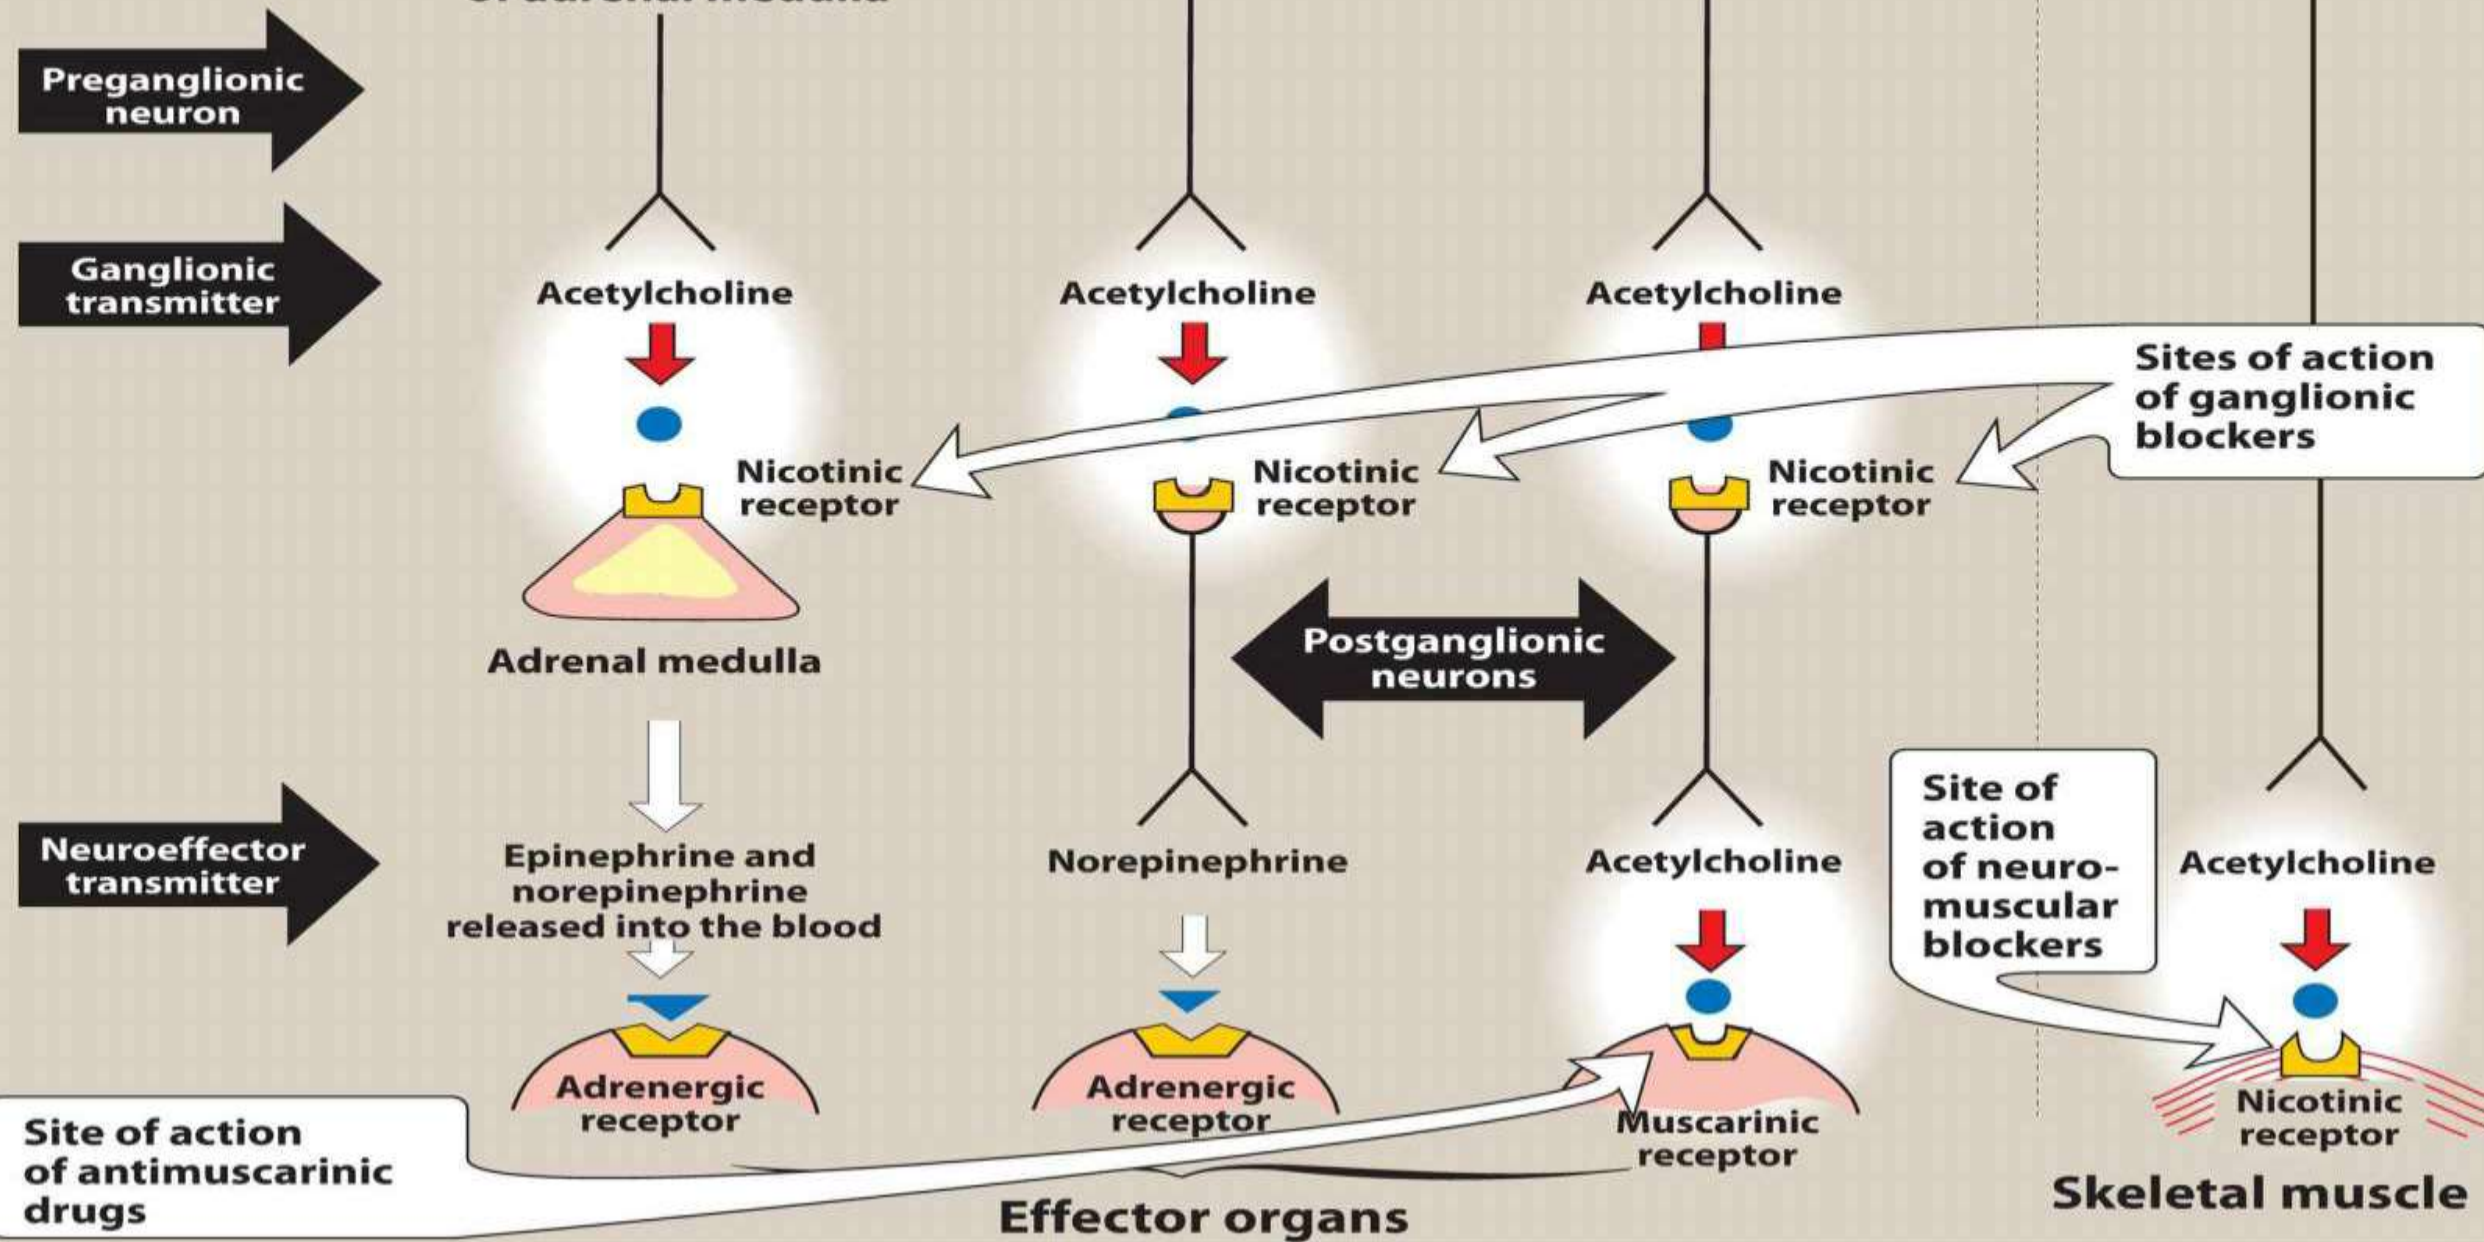 of adrenal medulla
Preganglionic
neuron
Ganglionic
transmitter
Acetylcholine
Acetylcholine
Acetylcholine
Sites of action
of ganglionic
blockers
Nicotinic
receptor
Nicotinic
receptor
Nicotinic
receptor
Adrenal medulla
Postganglionic
neurons
Neuroeffector
transmitter
Epinephrine and
norepinephrine
released into the blood
Norepinephrine
Acetylcholine
Site of
action
of neuro-
muscular
blockers
Acetylcholine
Adrenergic
receptor
Adrenergic
receptor
Muscarinic
receptor
Nicotinic
receptor
Site of action
of antimuscarinic
drugs
Effector organs
Skeletal muscle